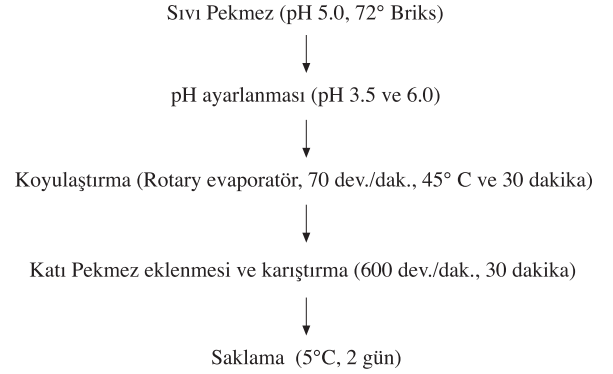 Sıvı Pekmez (pH 5.0, 72° Briks)
pH ayarlanması (pH 3.5 ve 6.0)
Koyulaştırma (Rotary evaporatör, 70 dev./dak., 45° C ve 30 dakika)
Katı Pekmez eklenmesi ve karıştırma (600 dev./dak., 30 dakika)
Saklama (5°C, 2 gün)